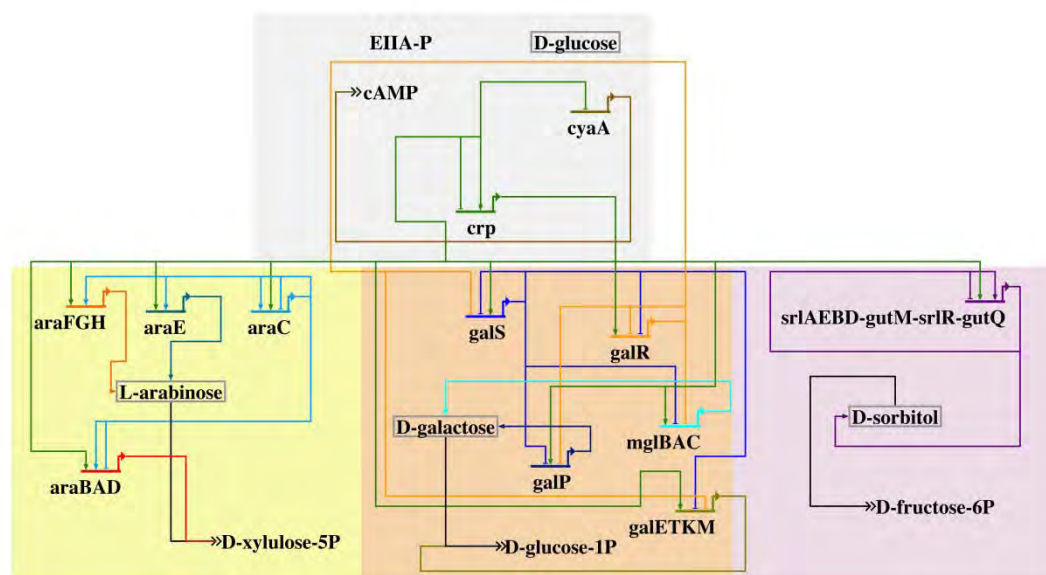 EIIA-P D-glucose
cAMP
cyaA
crp
araFGH araE araC galS galR srlAEBD-gutM-srlR-gutQ
L-arabinose D-galactose mglBAC D-sorbitol
araBAD galP
galETKM D-fructose-6P
D-xylulose-5P D-glucose-1P